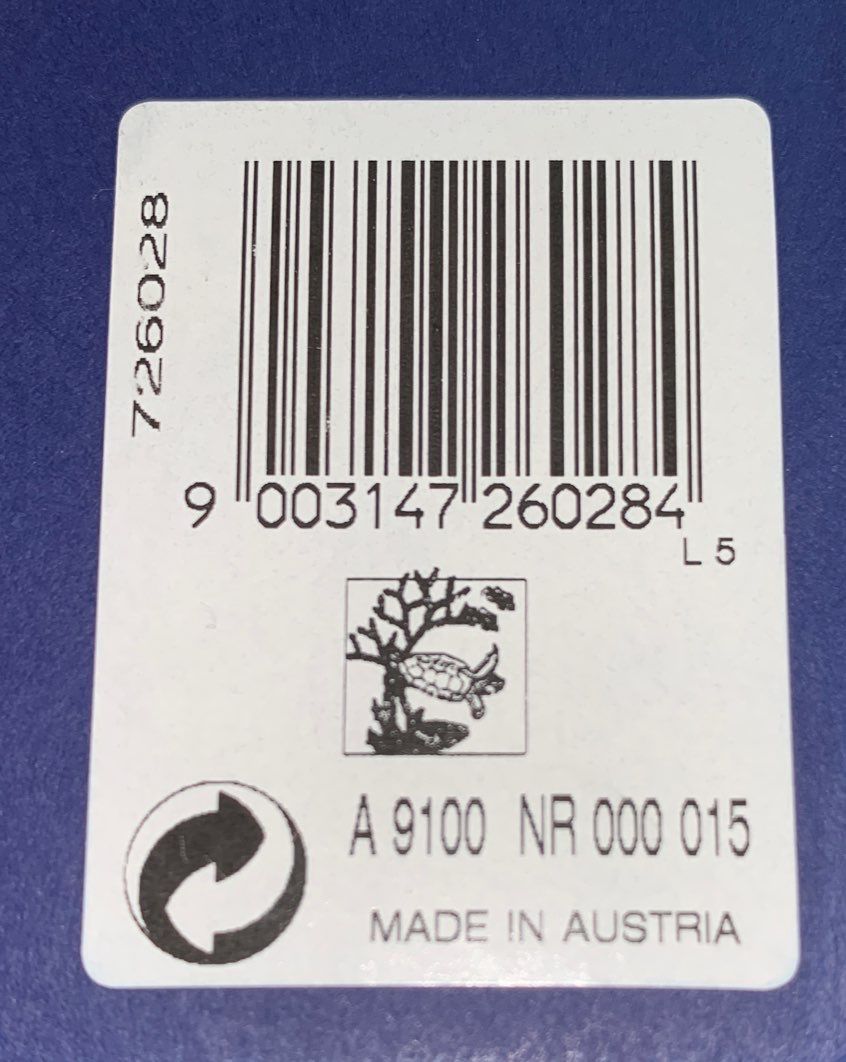 726028
9 003147 260284
L 5
A 9100 NR 000 015
MADE IN AUSTRIA